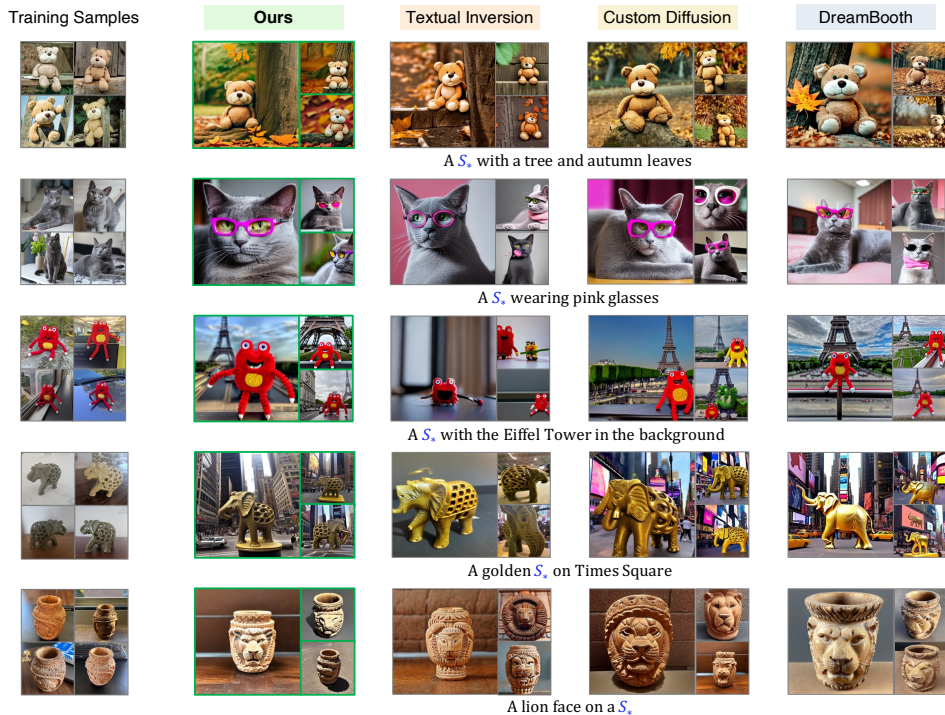 Training Samples
Ours
Textual Inversion
Custom Diffusion
DreamBooth
A S* with a tree and autumn leaves
A S* wearing pink glasses
A S* with the Eiffel Tower in the background
A golden S* on Times Square
A lion face on a S*